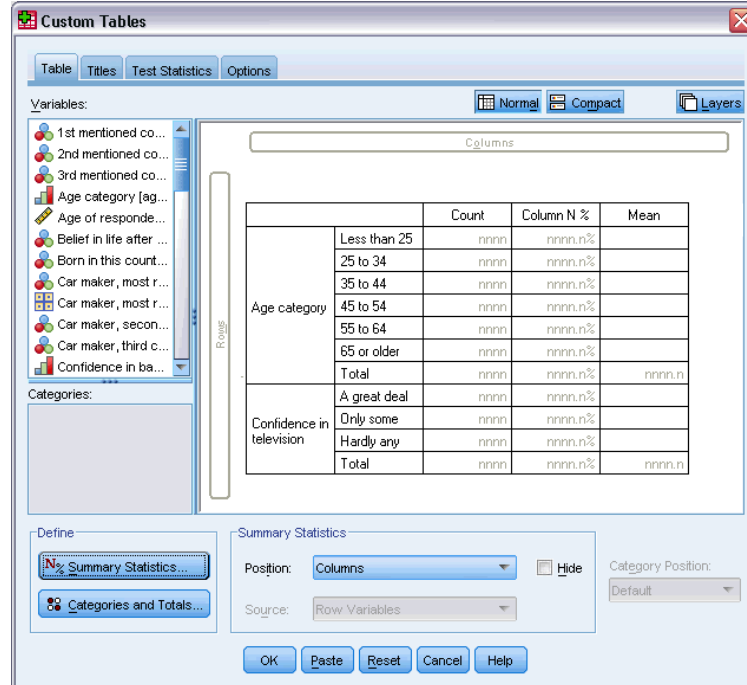 Custom Tables
Table Titles Test Statistics Options
Variables:
Normal Compact Layers
1st mentioned co...
2nd mentioned co...
3rd mentioned co...
Age category [ag...
Age of responde...
Belief in life after ...
Born in this count...
Car maker, most r...
Car maker, most r...
Car maker, secon...
Car maker, third c...
Confidence in ba...
Categories:
Columns
Rows
Count Column N % Mean
Age category
Less than 25 nnnn nnnn.n%
25 to 34 nnnn nnnn.n%
35 to 44 nnnn nnnn.n%
45 to 54 nnnn nnnn.n%
55 to 64 nnnn nnnn.n%
65 or older nnnn nnnn.n%
Total nnnn nnnn.n% nnnn.n
Confidence in
television
A great deal nnnn nnnn.n%
Only some nnnn nnnn.n%
Hardly any nnnn nnnn.n%
Total nnnn nnnn.n% nnnn.n
Define
N% Summary Statistics...
Categories and Totals...
Summary Statistics
Position: Columns Hide
Source: Row Variables
Category Position:
Default
OK Paste Reset Cancel Help